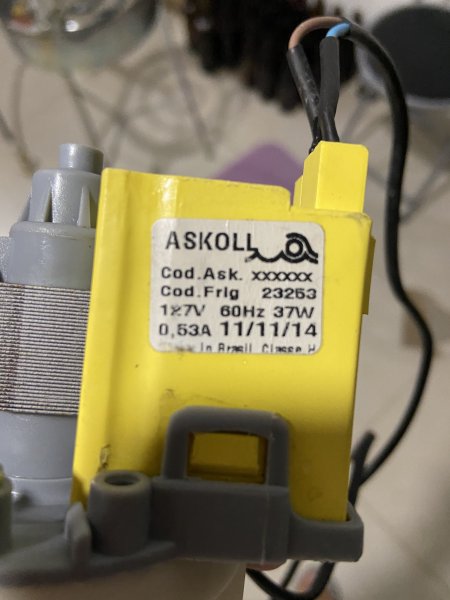 ASKOLL
Cod.Ask. xxxxxx
Cod.Frig 23253
127V 60Hz 37W
0,53A 11/11/14
in Brasil Classe H